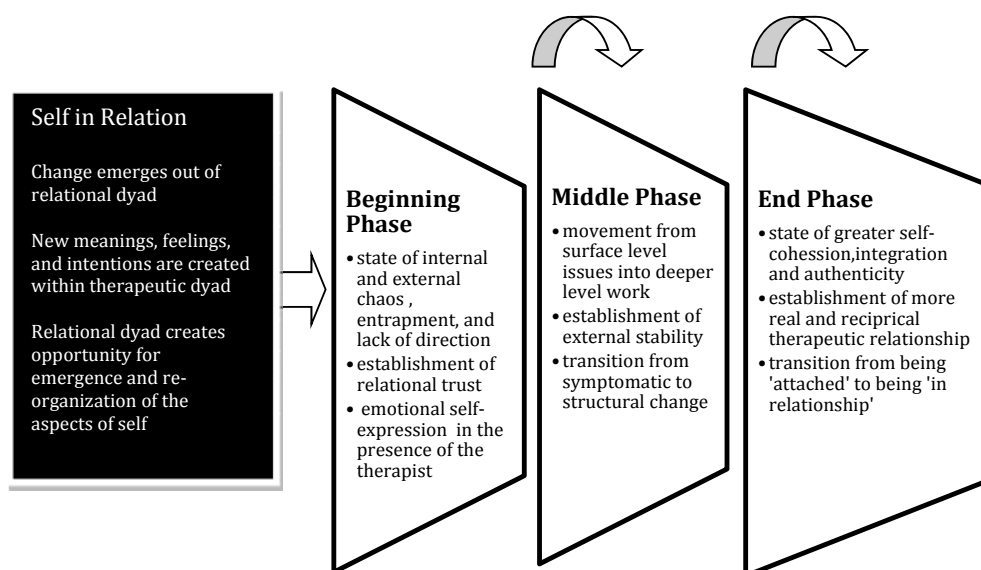 Self in Relation
Change emerges out of
relational dyad
New meanings, feelings,
and intentions are created
within therapeutic dyad
Relational dyad creates
opportunity for
emergence and re-
organization of the
aspects of self
Beginning
Phase
•state of internal
and external
chaos ,
entrapment, and
lack of direction
•establishment of
relational trust
• emotional self-
expression in the
presence of the
therapist
Middle Phase
•movement from
surface level
issues into deeper
level work
•establishment of
external stability
•transition from
symptomatic to
structural change
End Phase
•state of greater self-
cohession,integration
and authenticity
•establishment of more
real and reciprical
therapeutic relationship
•transition from being
'attached' to being 'in
relationship'